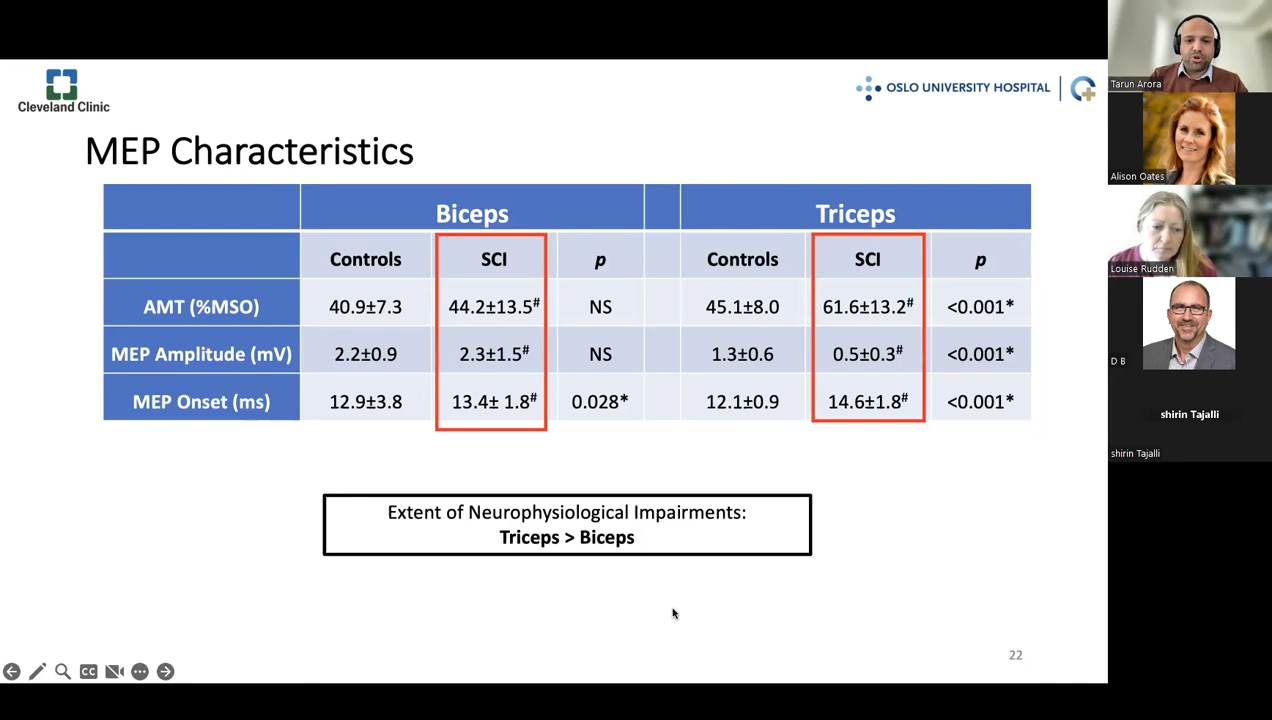 Cleveland Clinic
OSLO UNIVERSITY HOSPITAL
MEP Characteristics
Biceps Triceps
Controls SCI p Controls SCI p
AMT (%MSO) 40.9±7.3 44.2±13.5# NS 45.1±8.0 61.6±13.2# <0.001*
MEP Amplitude (mV) 2.2±0.9 2.3±1.5# NS 1.3±0.6 0.5±0.3# <0.001*
MEP Onset (ms) 12.9±3.8 13.4± 1.8# 0.028* 12.1±0.9 14.6±1.8# <0.001*
Extent of Neurophysiological Impairments:
Triceps > Biceps
22
CC
Tarun Arora
Alison Oates
Louise Rudden
D B
shirin Tajalli
shirin Tajalli